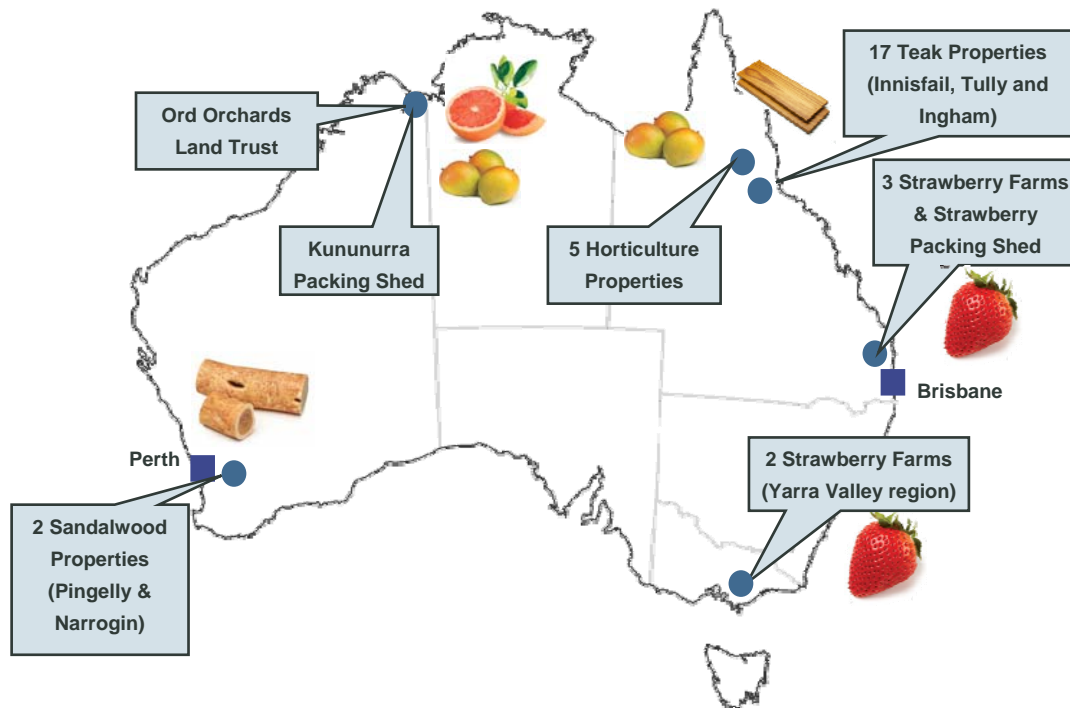 Ord Orchards
Land Trust
Kununurra
Packing Shed
5 Horticulture
Properties
17 Teak Properties
(Innisfail, Tully and
Ingham)
3 Strawberry Farms
& Strawberry
Packing Shed
Brisbane
Perth
2 Sandalwood
Properties
(Pingelly &
Narrogin)
2 Strawberry Farms
(Yarra Valley region)